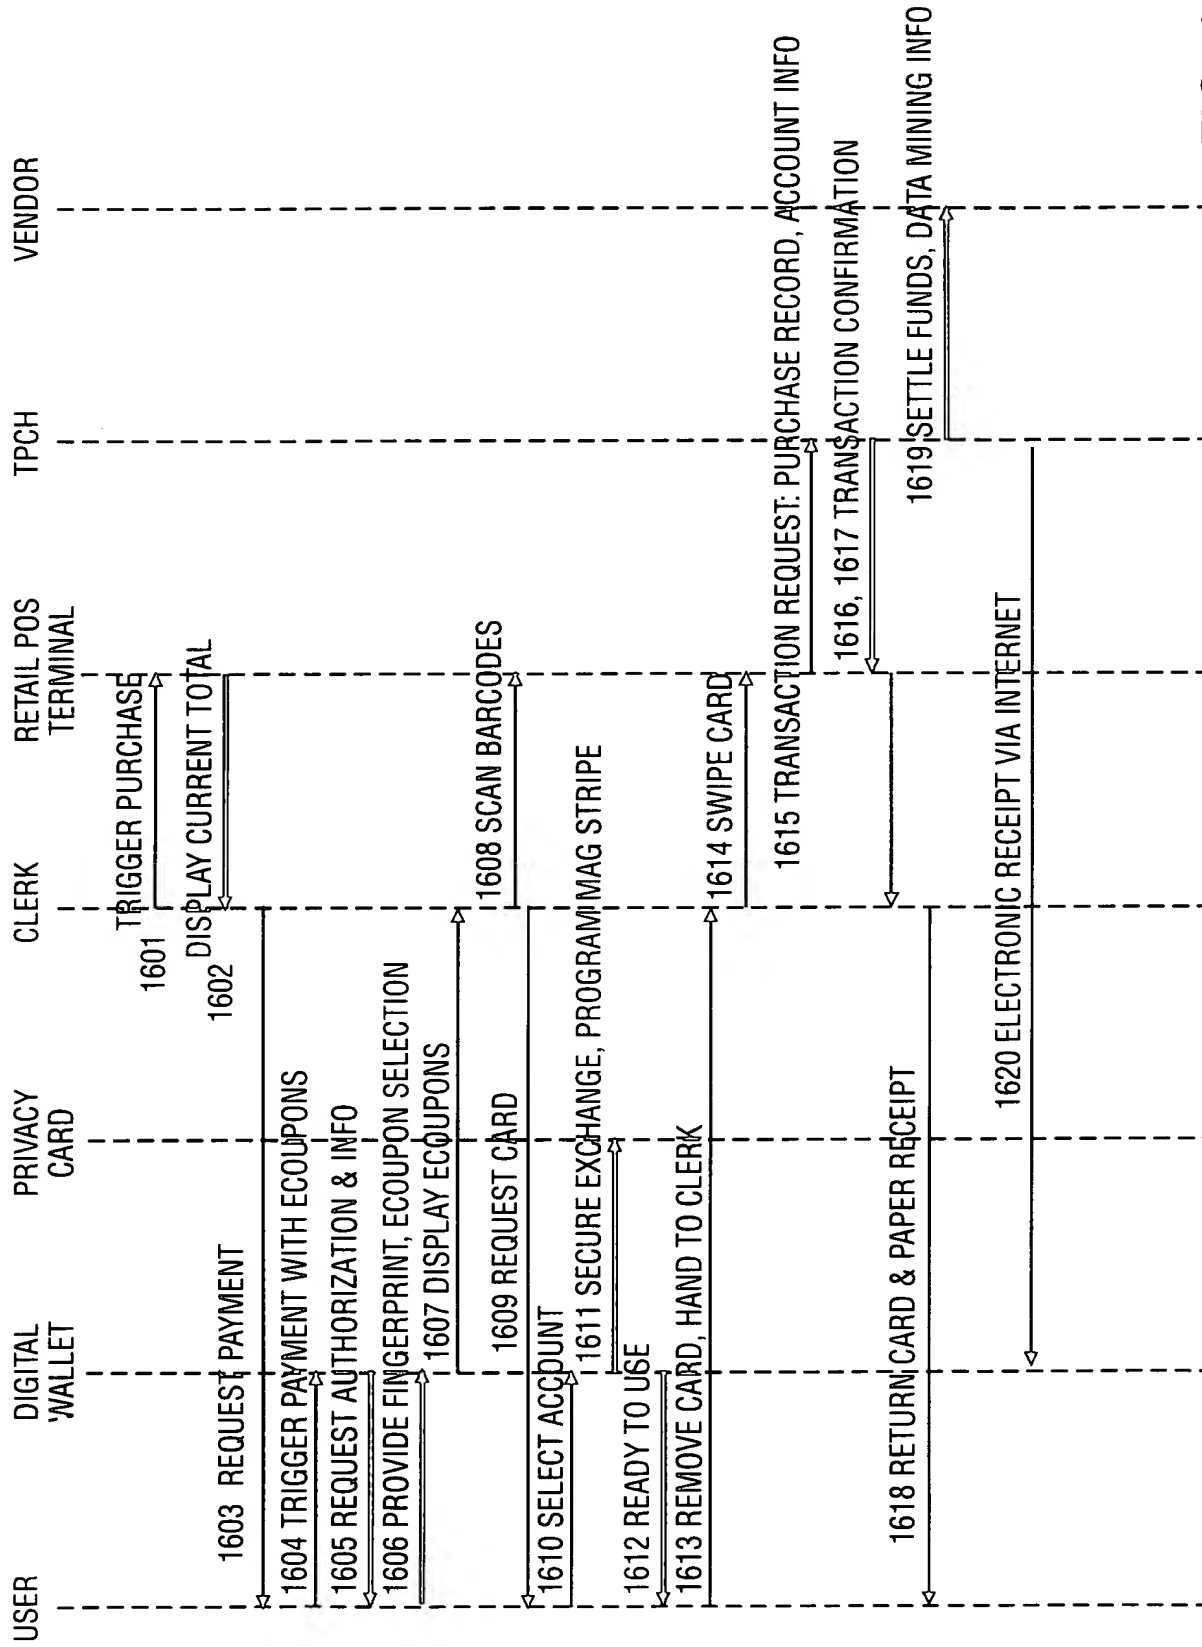 USER
DIGITAL
WALLET
PRIVACY
CARD
CLERK
RETAIL POS
TERMINAL
TPCH
VENDOR
TRIGGER PURCHASE
1601
DISPLAY CURRENT TOTAL
1602
1603 REQUEST PAYMENT
1604 TRIGGER PAYMENT WITH ECOUPONS
1605 REQUEST AUTHORIZATION & INFO
1606 PROVIDE FINGERPRINT, ECOUPON SELECTION
1607 DISPLAY ECOUPONS
1608 SCAN BARCODES
1609 REQUEST CARD
1610 SELECT ACCOUNT
1611 SECURE EXCHANGE, PROGRAM MAG STRIPE
1612 READY TO USE
1613 REMOVE CARD, HAND TO CLERK
1614 SWIPE CARD
1615 TRANSACTION REQUEST: PURCHASE RECORD, ACCOUNT INFO
1616, 1617 TRANSACTION CONFIRMATION
1618 RETURN CARD & PAPER RECEIPT
1619 SETTLE FUNDS, DATA MINING INFO
1620 ELECTRONIC RECEIPT VIA INTERNET